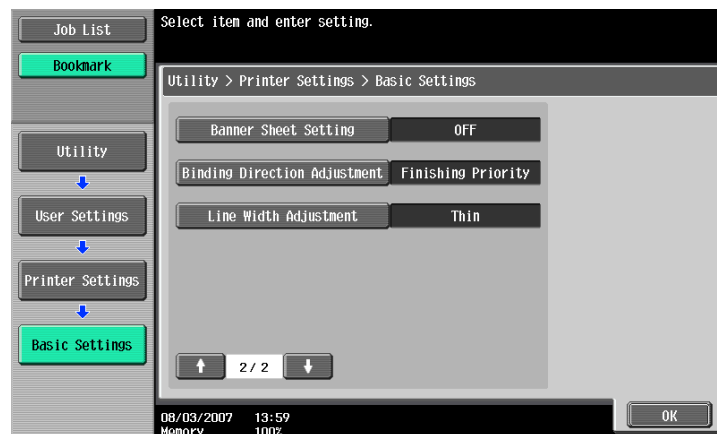 Job List
Bookmark
Select item and enter setting.
Utility > Printer Settings > Basic Settings
Utility
User Settings
Printer Settings
Basic Settings
Banner Sheet Setting OFF
Binding Direction Adjustment Finishing Priority
Line Width Adjustment Thin
2/ 2
OK
08/03/2007 13:59
Memory 100%